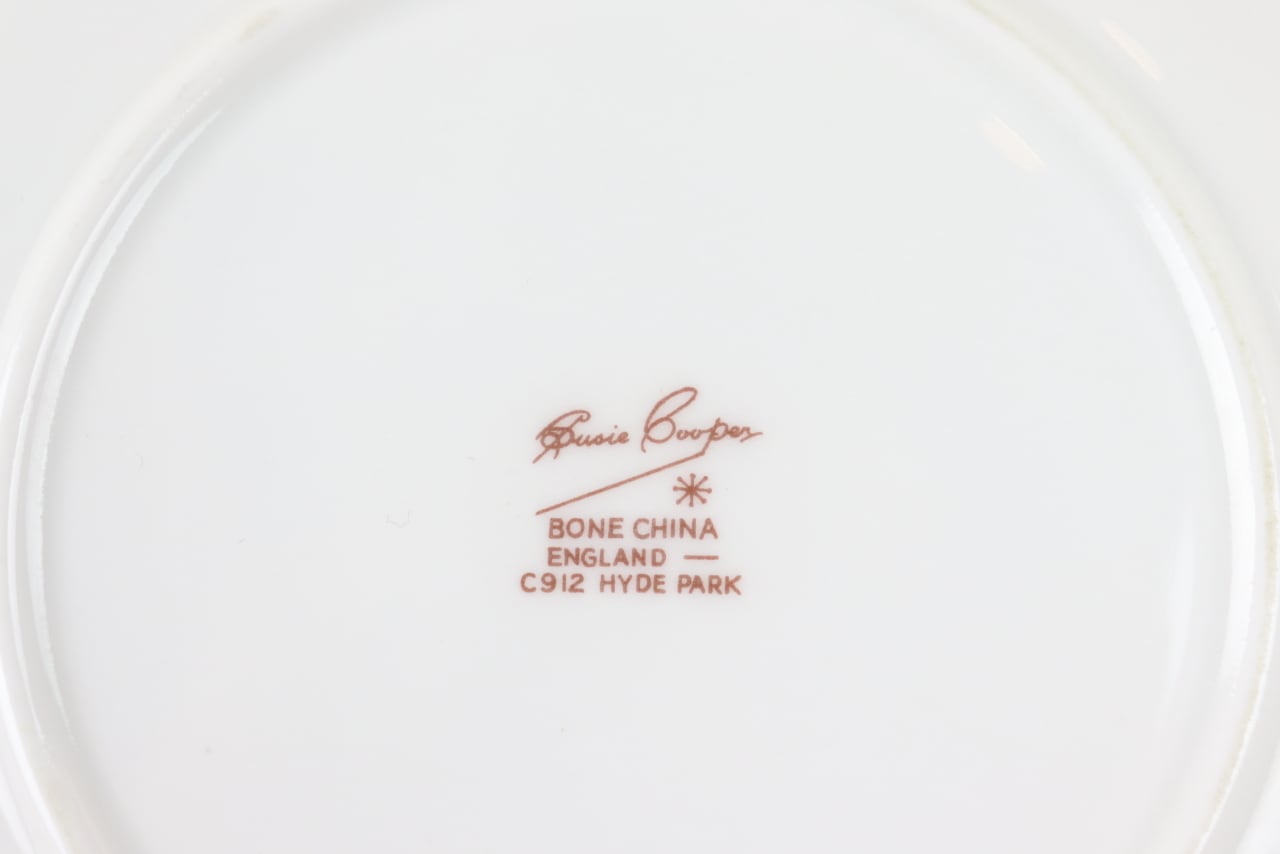 Susie Cooper
BONE CHINA
ENGLAND —
C912 HYDE PARK